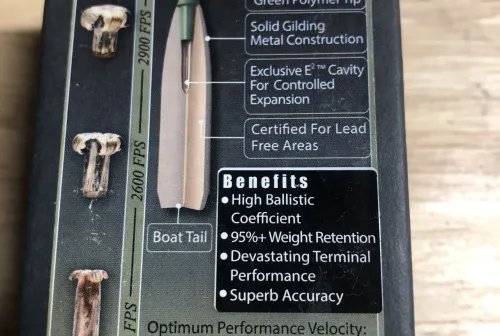 Green Polymer Tip
Solid Gilding
Metal Construction
Exclusive E²™ Cavity
For Controlled
Expansion
Certified For Lead
Free Areas
2900 FPS
2600 FPS
FPS
Boat Tail
Benefits
• High Ballistic
Coefficient
• 95%+ Weight Retention
• Devastating Terminal
Performance
• Superb Accuracy
Optimum Performance Velocity: